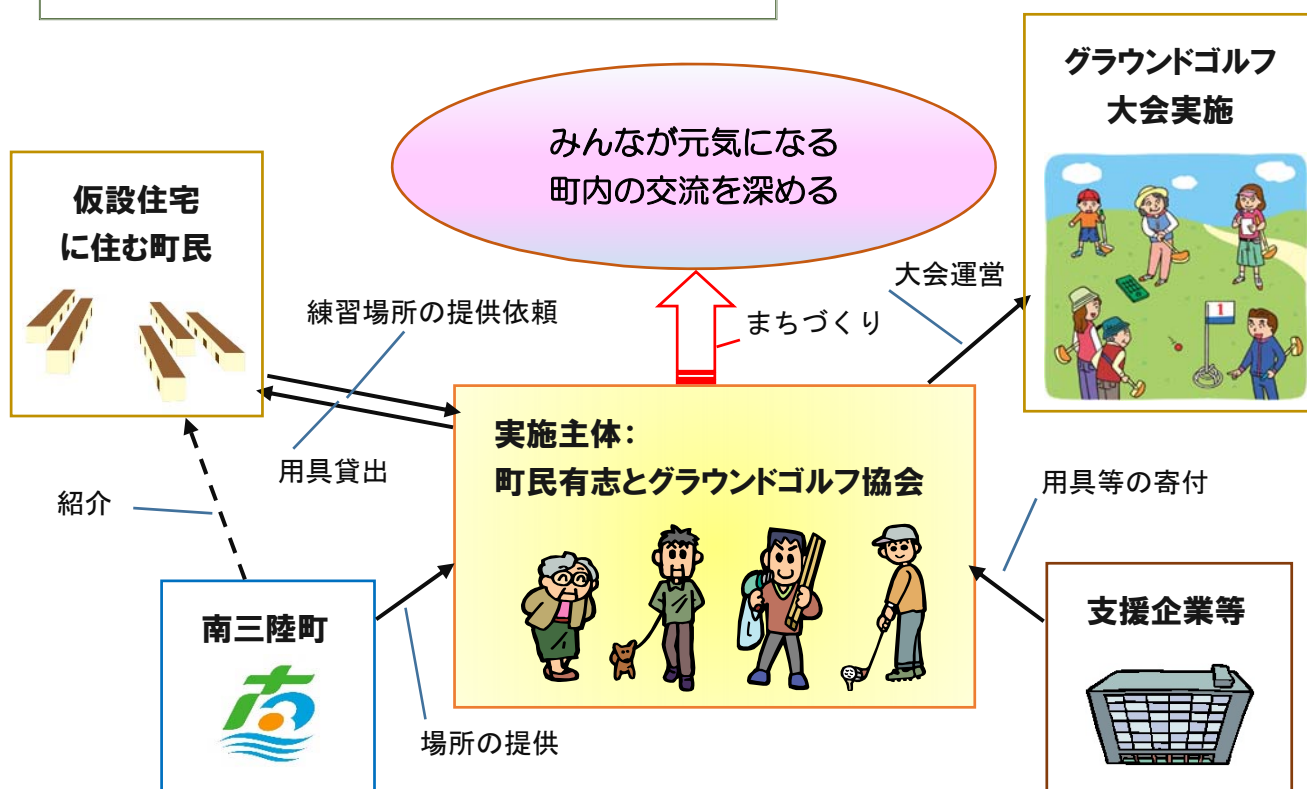 グラウンドゴルフ
大会実施
みんなが元気になる
町内の交流を深める
仮設住宅
に住む町民
大会運営
練習場所の提供依頼
まちづくり
1
実施主体:
町民有志とグラウンドゴルフ協会
用具貸出
用具等の寄付
紹介
南三陸町
支援企業等
場所の提供